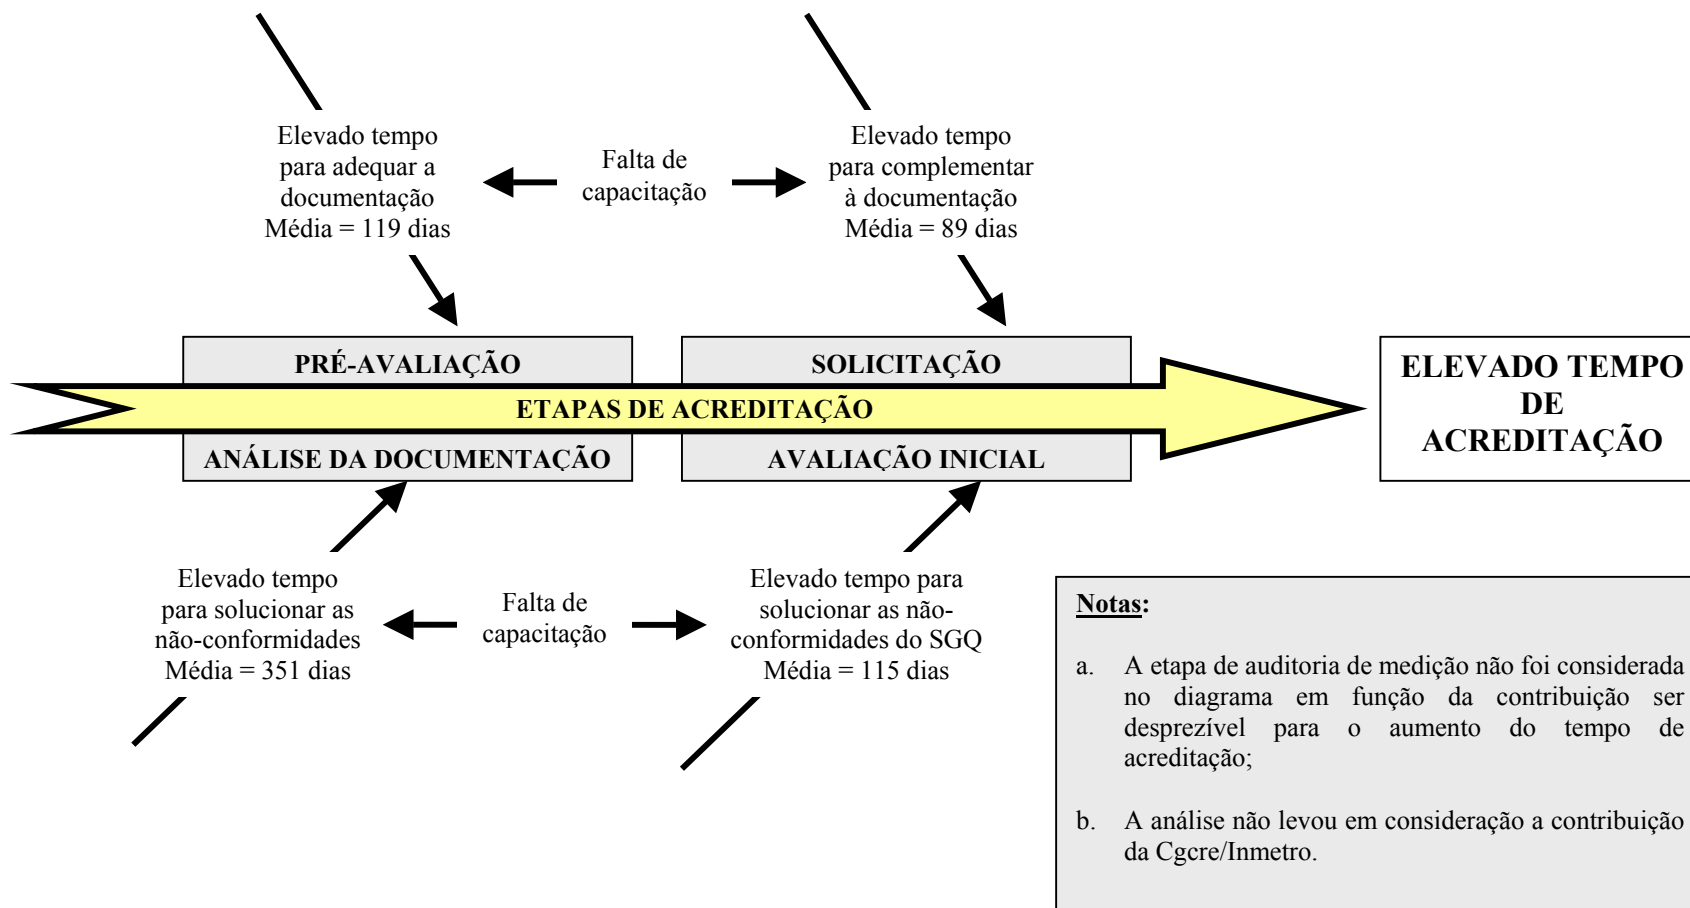 Elevado tempo
para adequar a
documentação
Média = 119 dias
Falta de
capacitação
Elevado tempo
para complementar
à documentação
Média = 89 dias
PRÉ-AVALIAÇÃO
SOLICITAÇÃO
ETAPAS DE ACREDITAÇÃO
ANÁLISE DA DOCUMENTAÇÃO
AVALIAÇÃO INICIAL
ELEVADO TEMPO
DE
ACREDITAÇÃO
Elevado tempo
para solucionar as
não-conformidades
Média = 351 dias
Falta de
capacitação
Elevado tempo para
solucionar as não-
conformidades do SGQ
Média = 115 dias
Notas:
a. A etapa de auditoria de medição não foi considerada
no diagrama em função da contribuição ser
desprezível para o aumento do tempo de
acreditação;
b. A análise não levou em consideração a contribuição
da Cgcre/Inmetro.